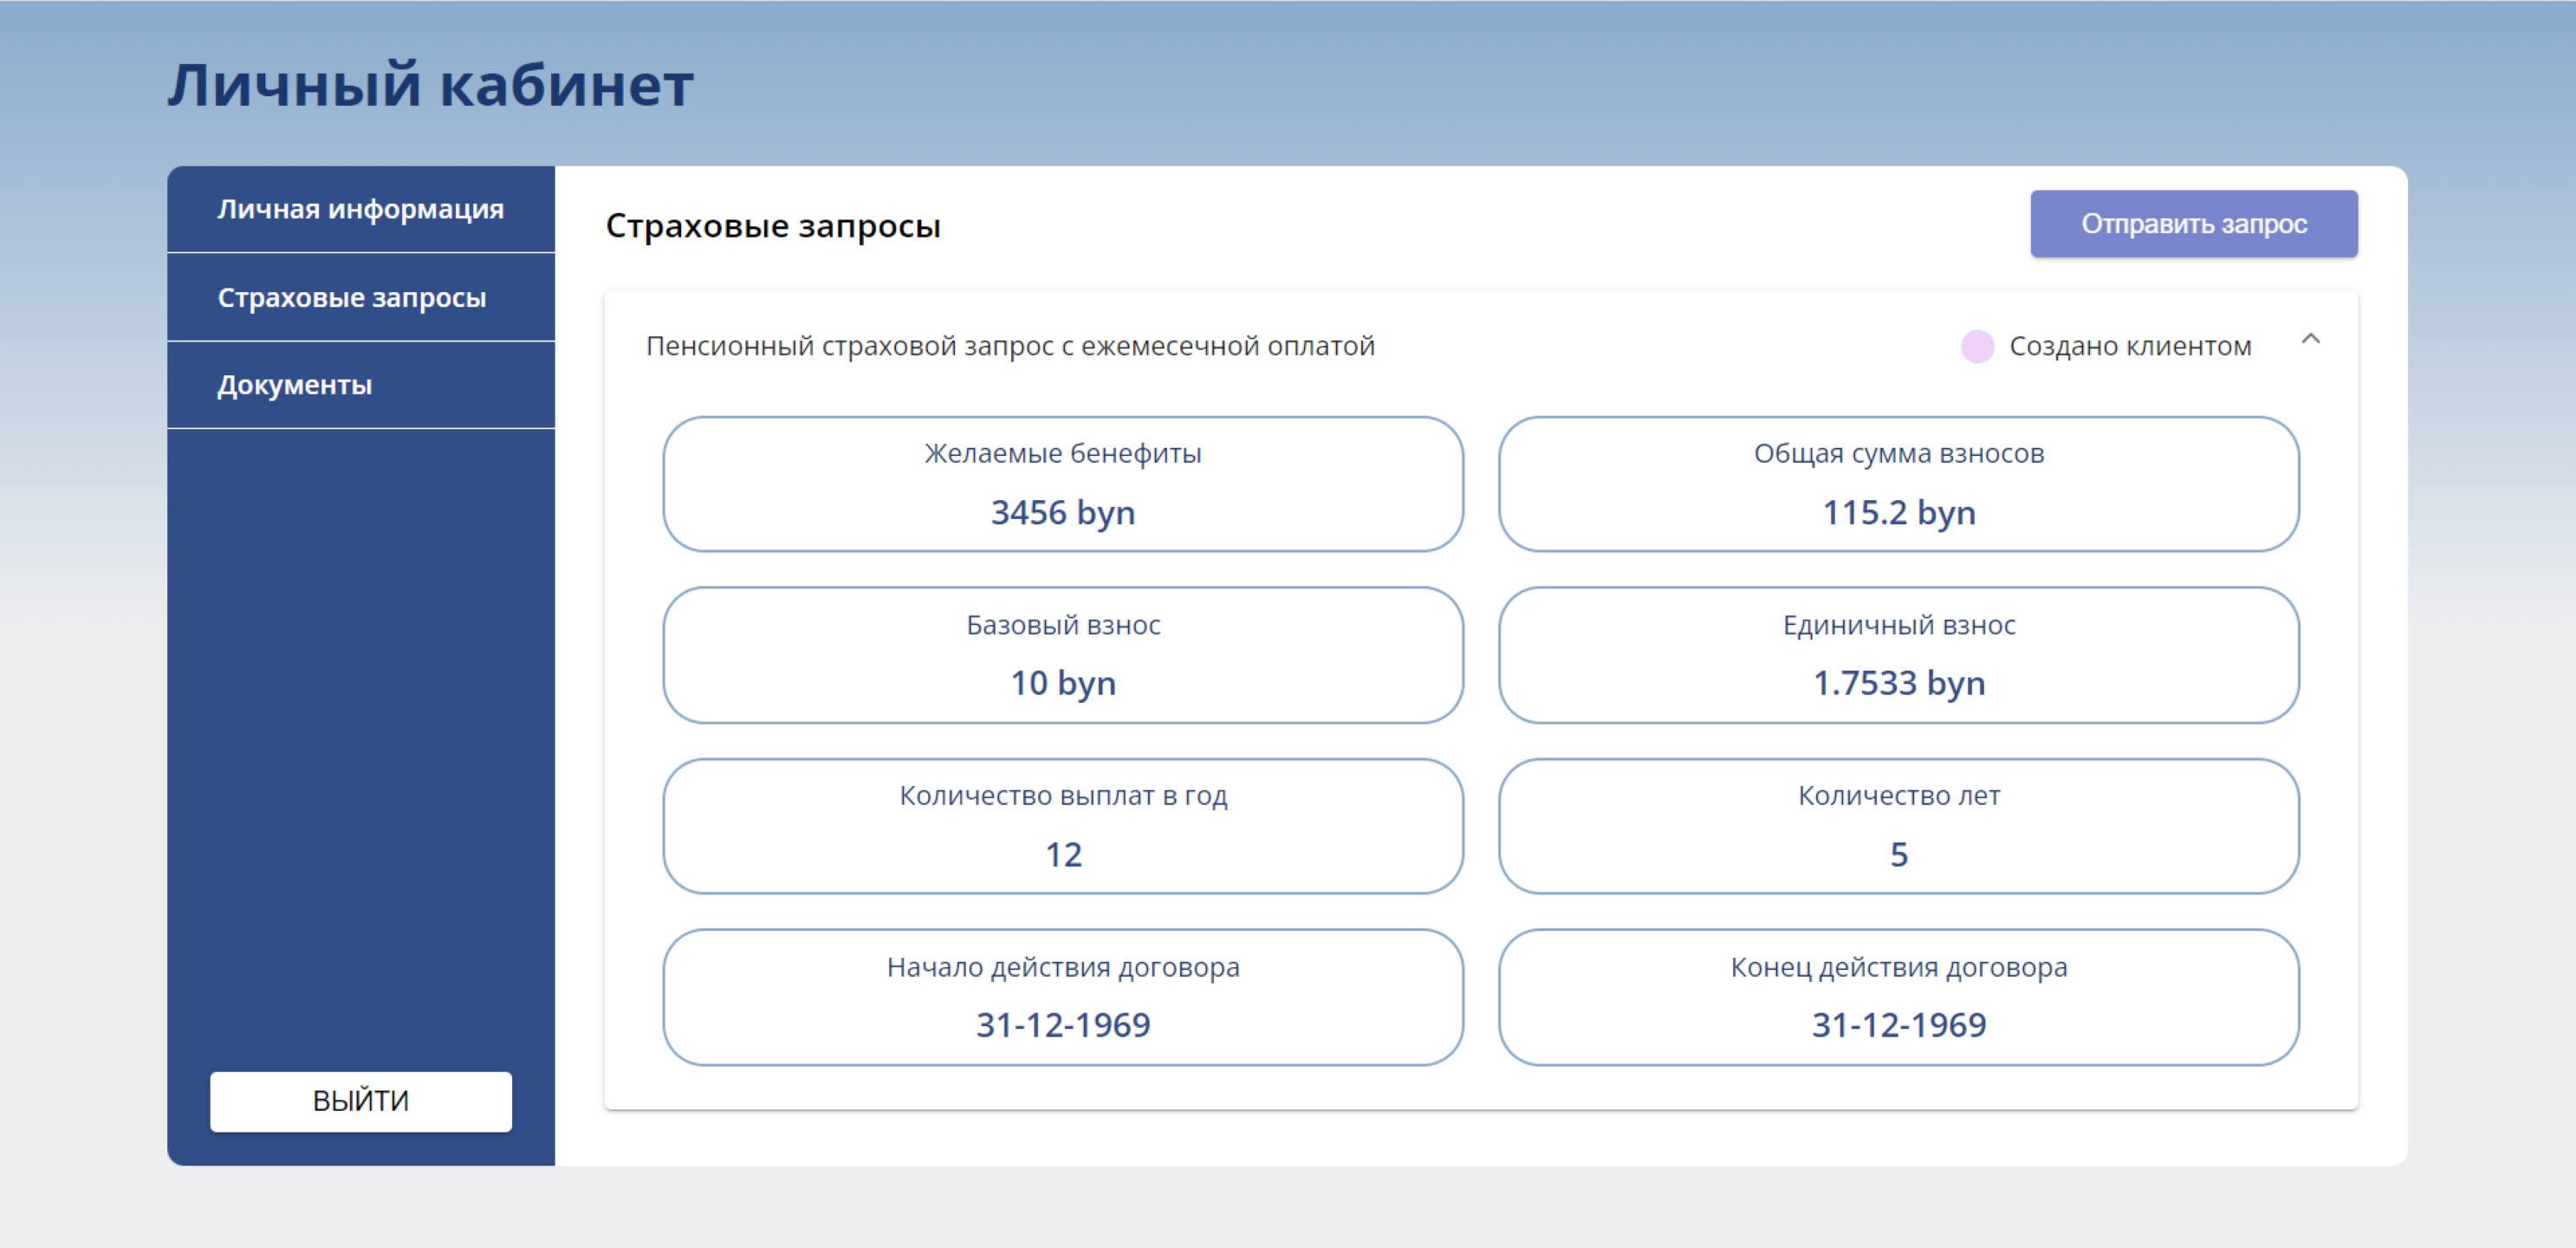 Личный кабинет
Личная информация
Страховые запросы
Документы
ВЫЙТИ
Страховые запросы
Отправить запрос
Пенсионный страховой запрос с ежемесечной оплатой
Создано клиентом
Желаемые бенефиты
3456 byn
Общая сумма взносов
115.2 byn
Базовый взнос
10 byn
Единичный взнос
1.7533 byn
Количество выплат в год
12
Количество лет
5
Начало действия договора
31-12-1969
Конец действия договора
31-12-1969